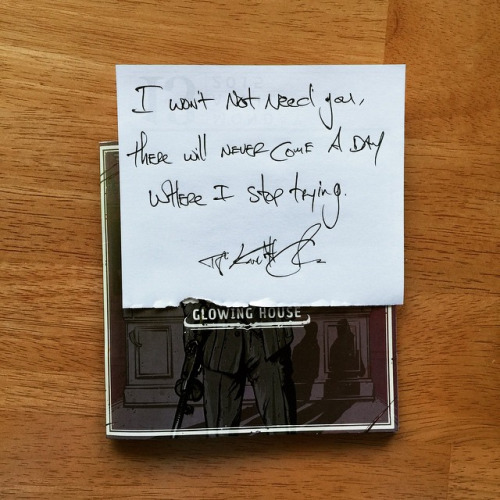 I won't Not Need you,
there will NEVER COME A DAY
WHERE I stop trying.
GLOWING HOUSE